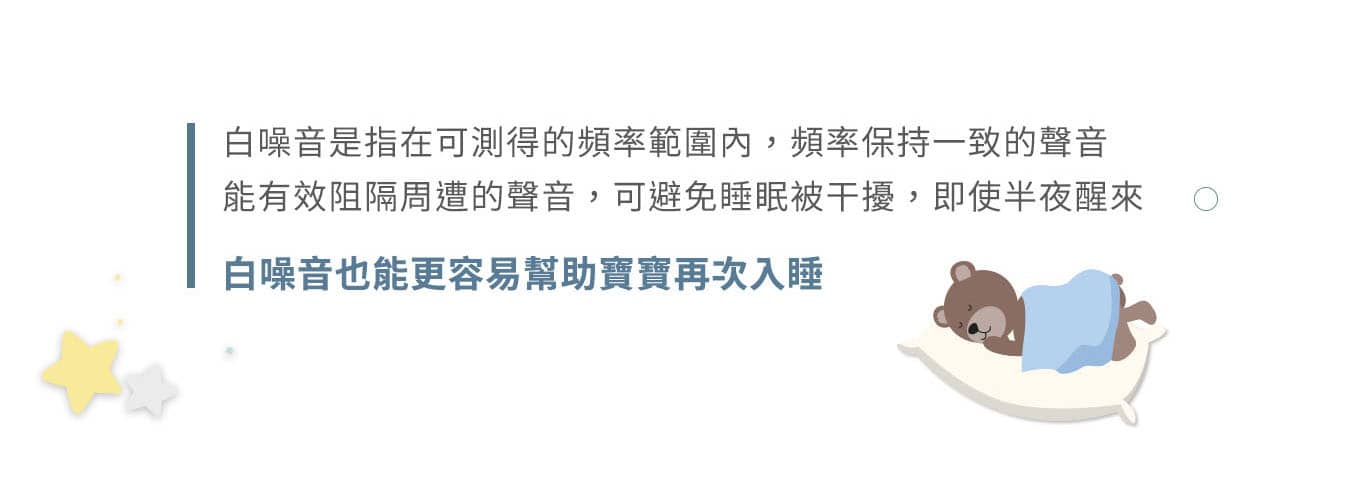 白噪音是指在可測得的頻率範圍內，頻率保持一致的聲音
能有效阻隔周遭的聲音，可避免睡眠被干擾，即使半夜醒來
白噪音也能更容易幫助寶寶再次入睡